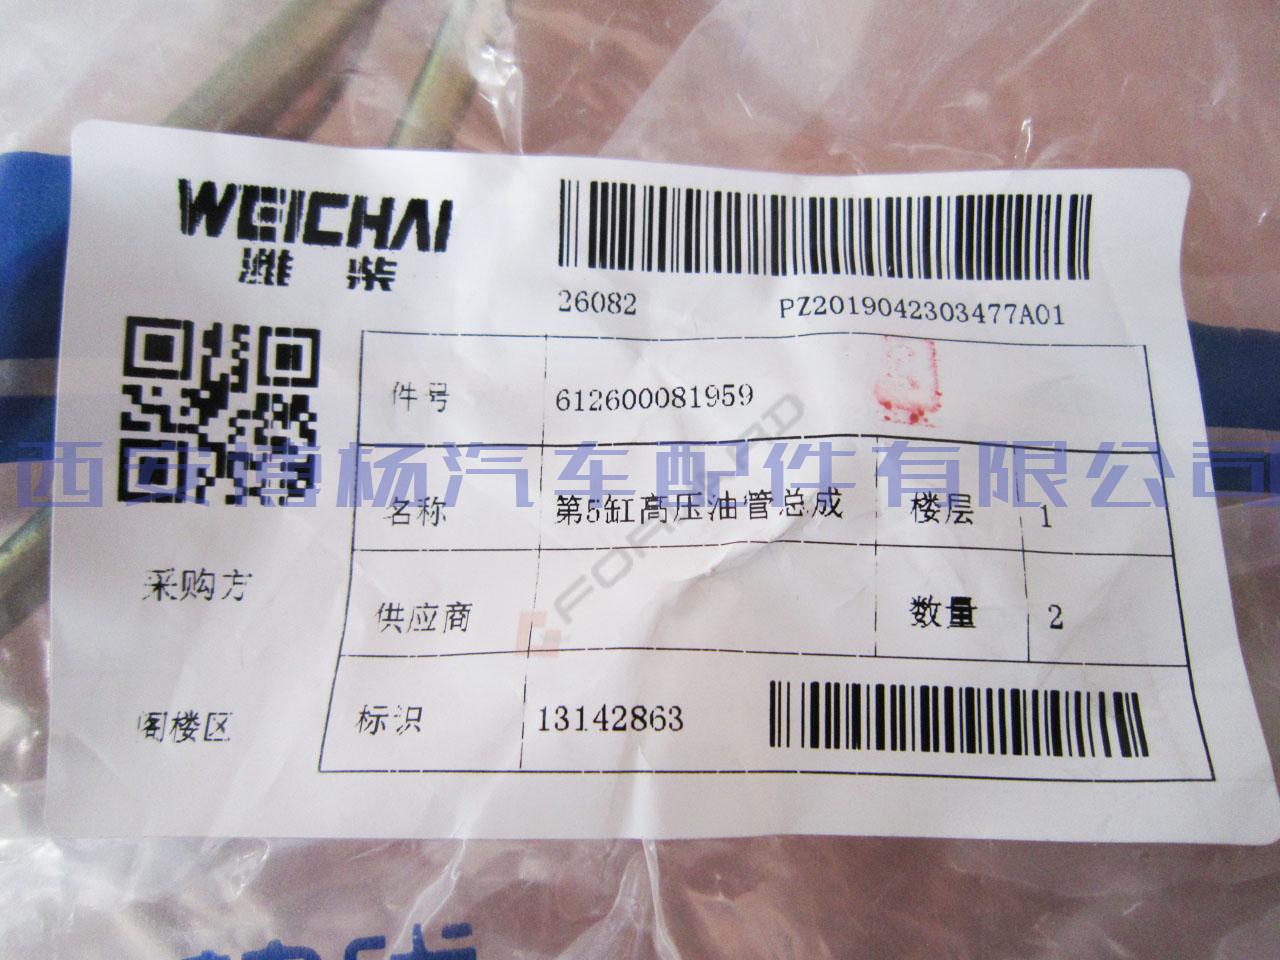 WEICHAI
潍柴
26082 PZ2019042303477A01
件号 612600081959
西安博杨汽车配件有限公司
名称 第5缸高压油管总成 楼层 1
FORWARD
采购方
供应商 数量 2
阁楼区
标识 13142863